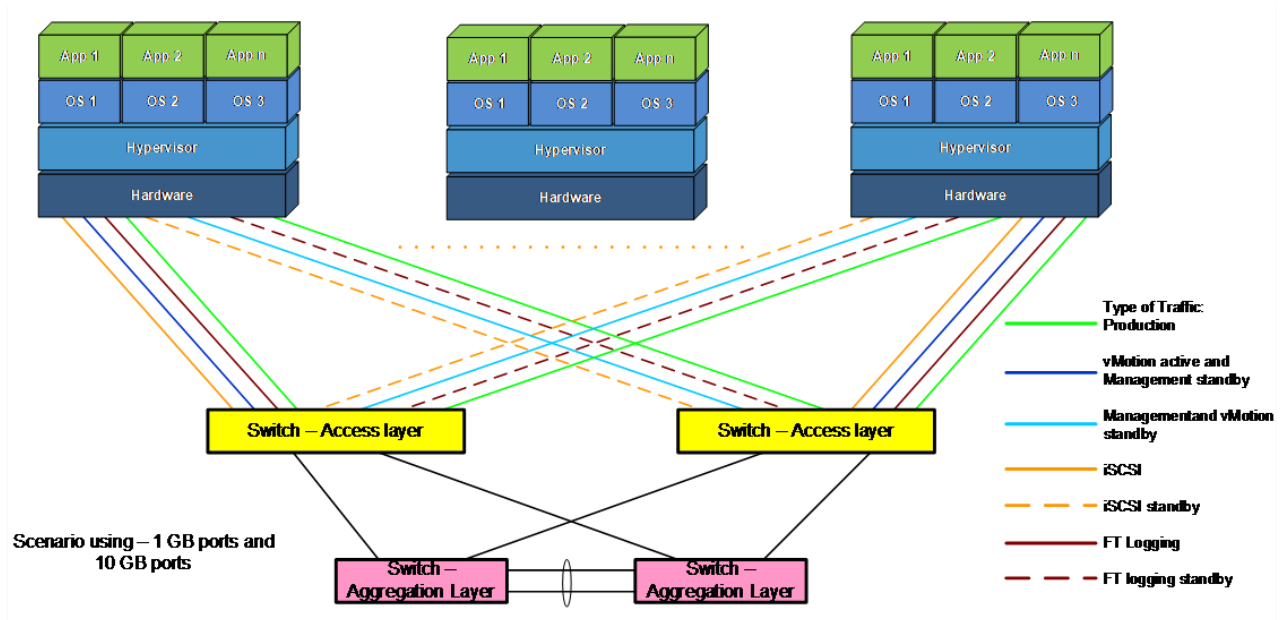 App 1 App 2 App n
OS 1 OS 2 OS 3
Hypervisor
Hardware
App 1 App 2 App n
OS 1 OS 2 OS 3
Hypervisor
Hardware
App 1 App 2 App n
OS 1 OS 2 OS 3
Hypervisor
Hardware
Switch – Access layer
Switch – Access layer
Switch –
Aggregation Layer
Switch –
Aggregation Layer
Scenario using – 1 GB ports and
10 GB ports
Type of Traffic:
Production
vMotion active and
Management standby
Managementand vMotion
standby
iSCSI
iSCSI standby
FT Logging
FT logging standby